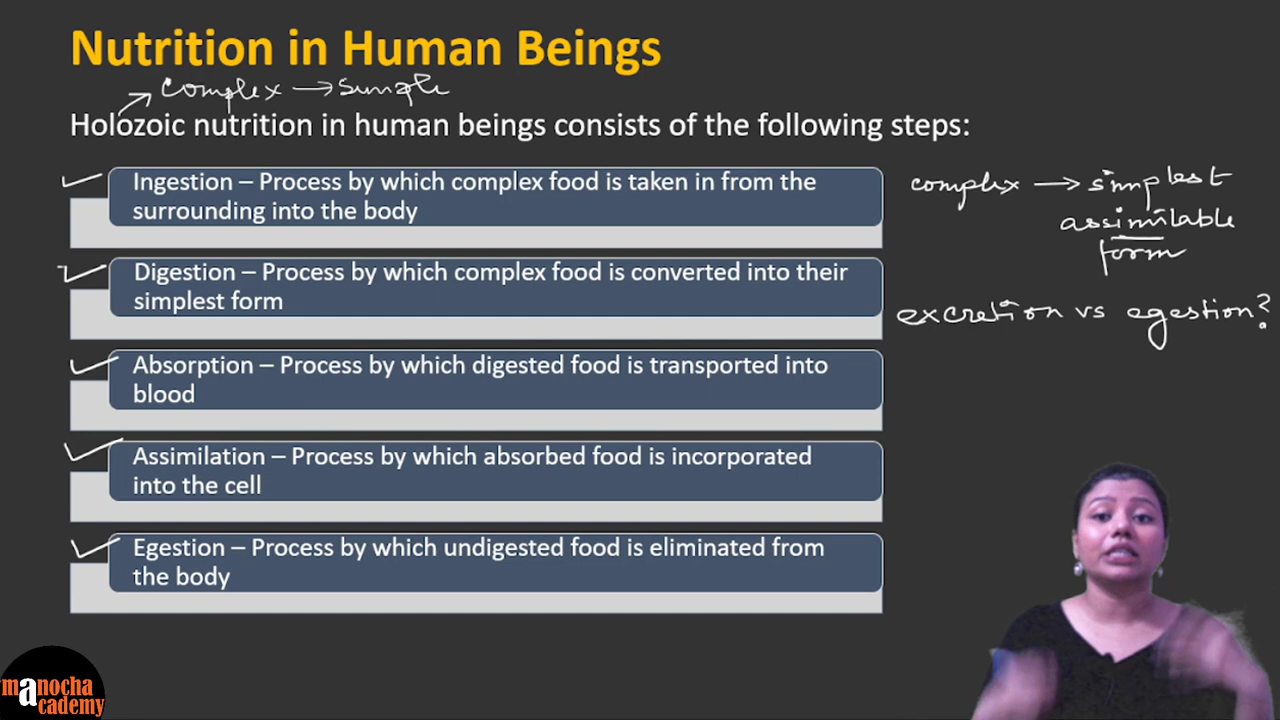 Nutrition in Human Beings
complex → simple
Holozoic nutrition in human beings consists of the following steps:
Ingestion – Process by which complex food is taken in from the
surrounding into the body
Digestion – Process by which complex food is converted into their
simplest form
Absorption – Process by which digested food is transported into
blood
Assimilation – Process by which absorbed food is incorporated
into the cell
Egestion – Process by which undigested food is eliminated from
the body
complex → simplest
assimilable
form
excretion vs egestion?
manocha
academy